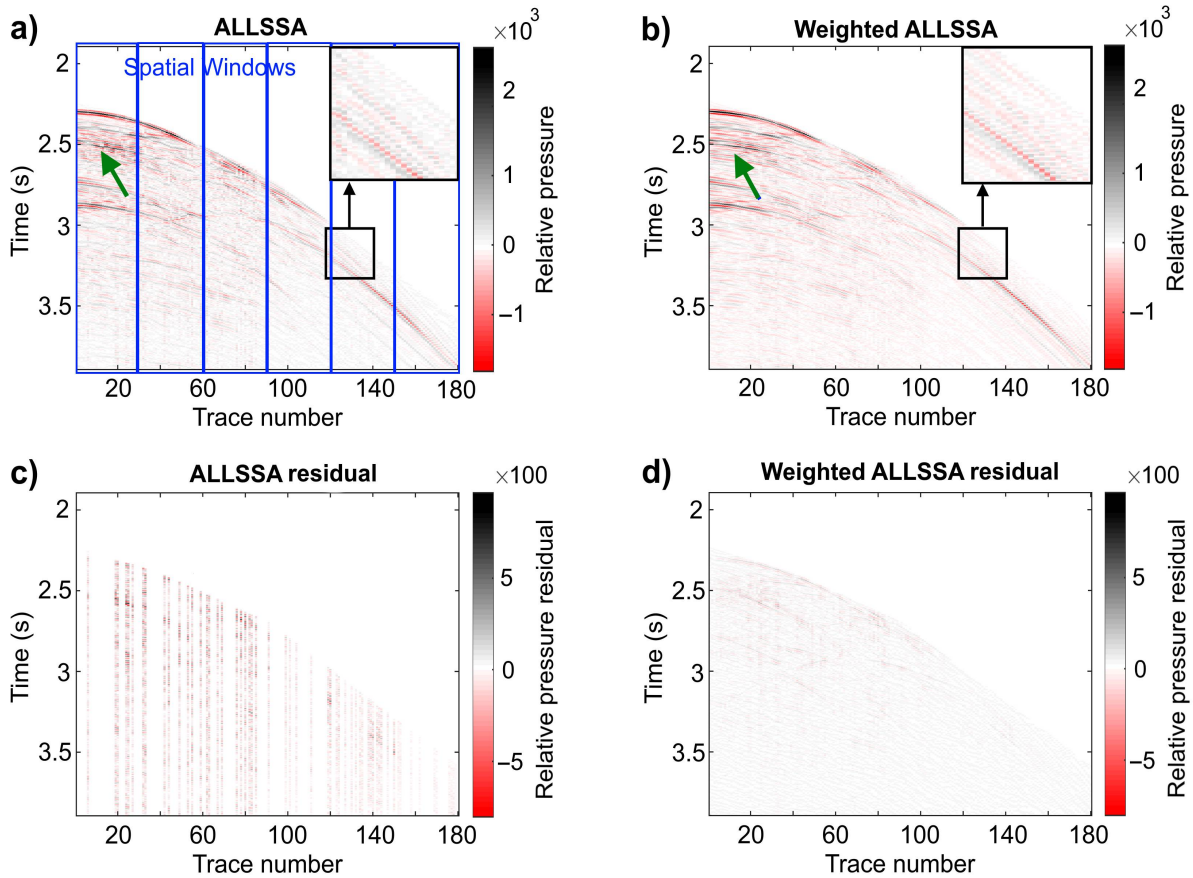 a)
ALLSSA
×10³
Spatial Windows
2
2.5
3
3.5
Time (s)
20
60
100
140
180
Trace number
2
1
0
−1
Relative pressure
b)
Weighted ALLSSA
×10³
2
2.5
3
3.5
Time (s)
20
60
100
140
180
Trace number
2
1
0
−1
Relative pressure
c)
ALLSSA residual
×100
2
2.5
3
3.5
Time (s)
20
60
100
140
180
Trace number
5
0
−5
Relative pressure residual
d)
Weighted ALLSSA residual
×100
2
2.5
3
3.5
Time (s)
20
60
100
140
180
Trace number
5
0
−5
Relative pressure residual